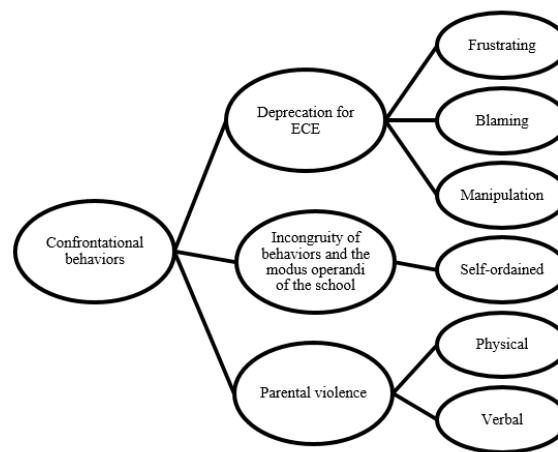 Confrontational
behaviors
Deprecation for
ECE
Frustrating
Blaming
Manipulation
Incongruity of
behaviors and the
modus operandi
of the school
Self-ordained
Parental violence
Physical
Verbal